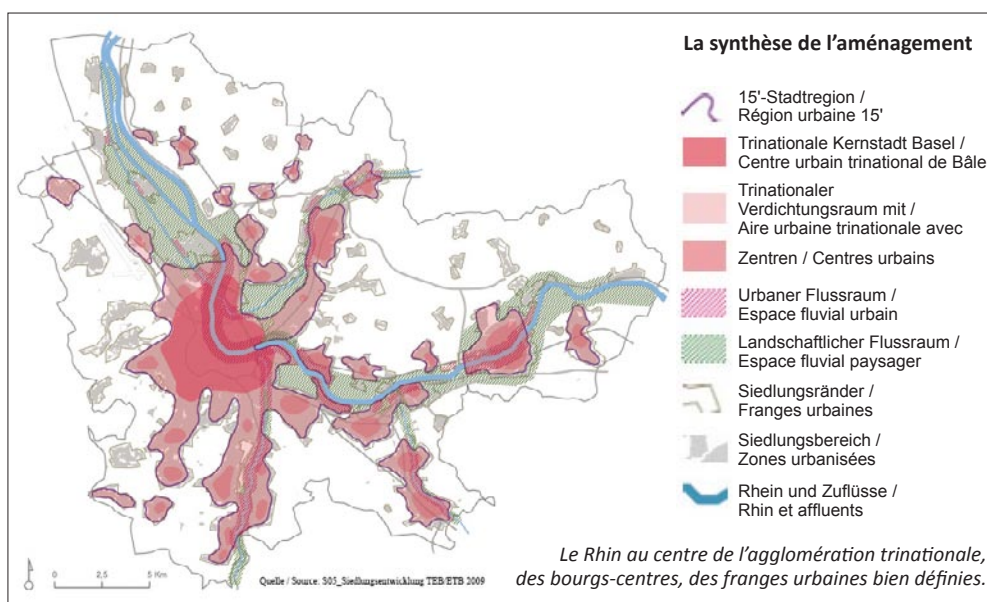 La synthèse de l'aménagement
15'-Stadtregion /
Région urbaine 15'
Trinationale Kernstadt Basel /
Centre urbain trinational de Bâle
Trinationaler
Verdichtungsraum mit /
Aire urbaine trinationale avec
Zentren / Centres urbains
Urbaner Flussraum /
Espace fluvial urbain
Landschaftlicher Flussraum /
Espace fluvial paysager
Siedlungsränder /
Franges urbaines
Siedlungsbereich /
Zones urbanisées
Rhein und Zuflüsse /
Rhin et affluents
Le Rhin au centre de l'agglomération trinationale,
des bourgs-centres, des franges urbaines bien définies.
0 2,5 5 Km
Quelle / Source: S05_Siedlungsentwicklung TEB/ETB 2009